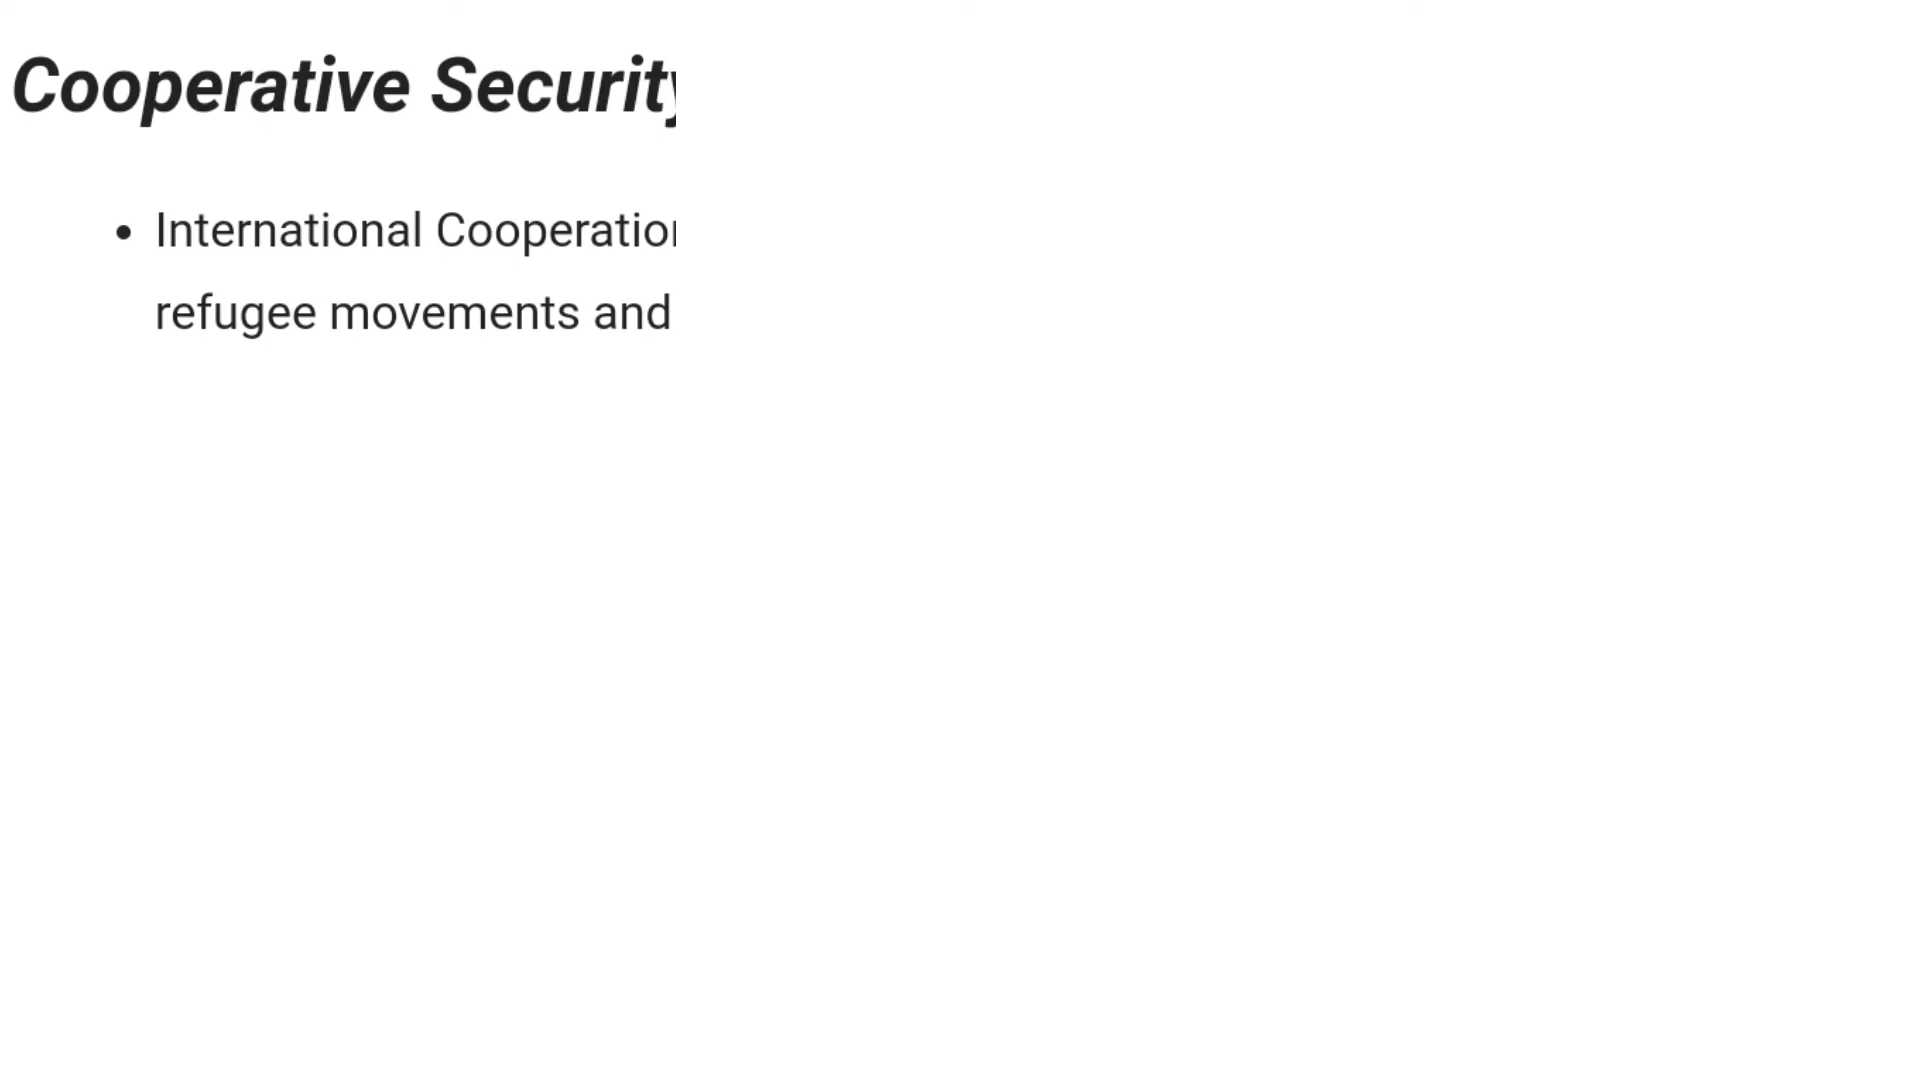 Cooperative Security
• International Cooperation
refugee movements and